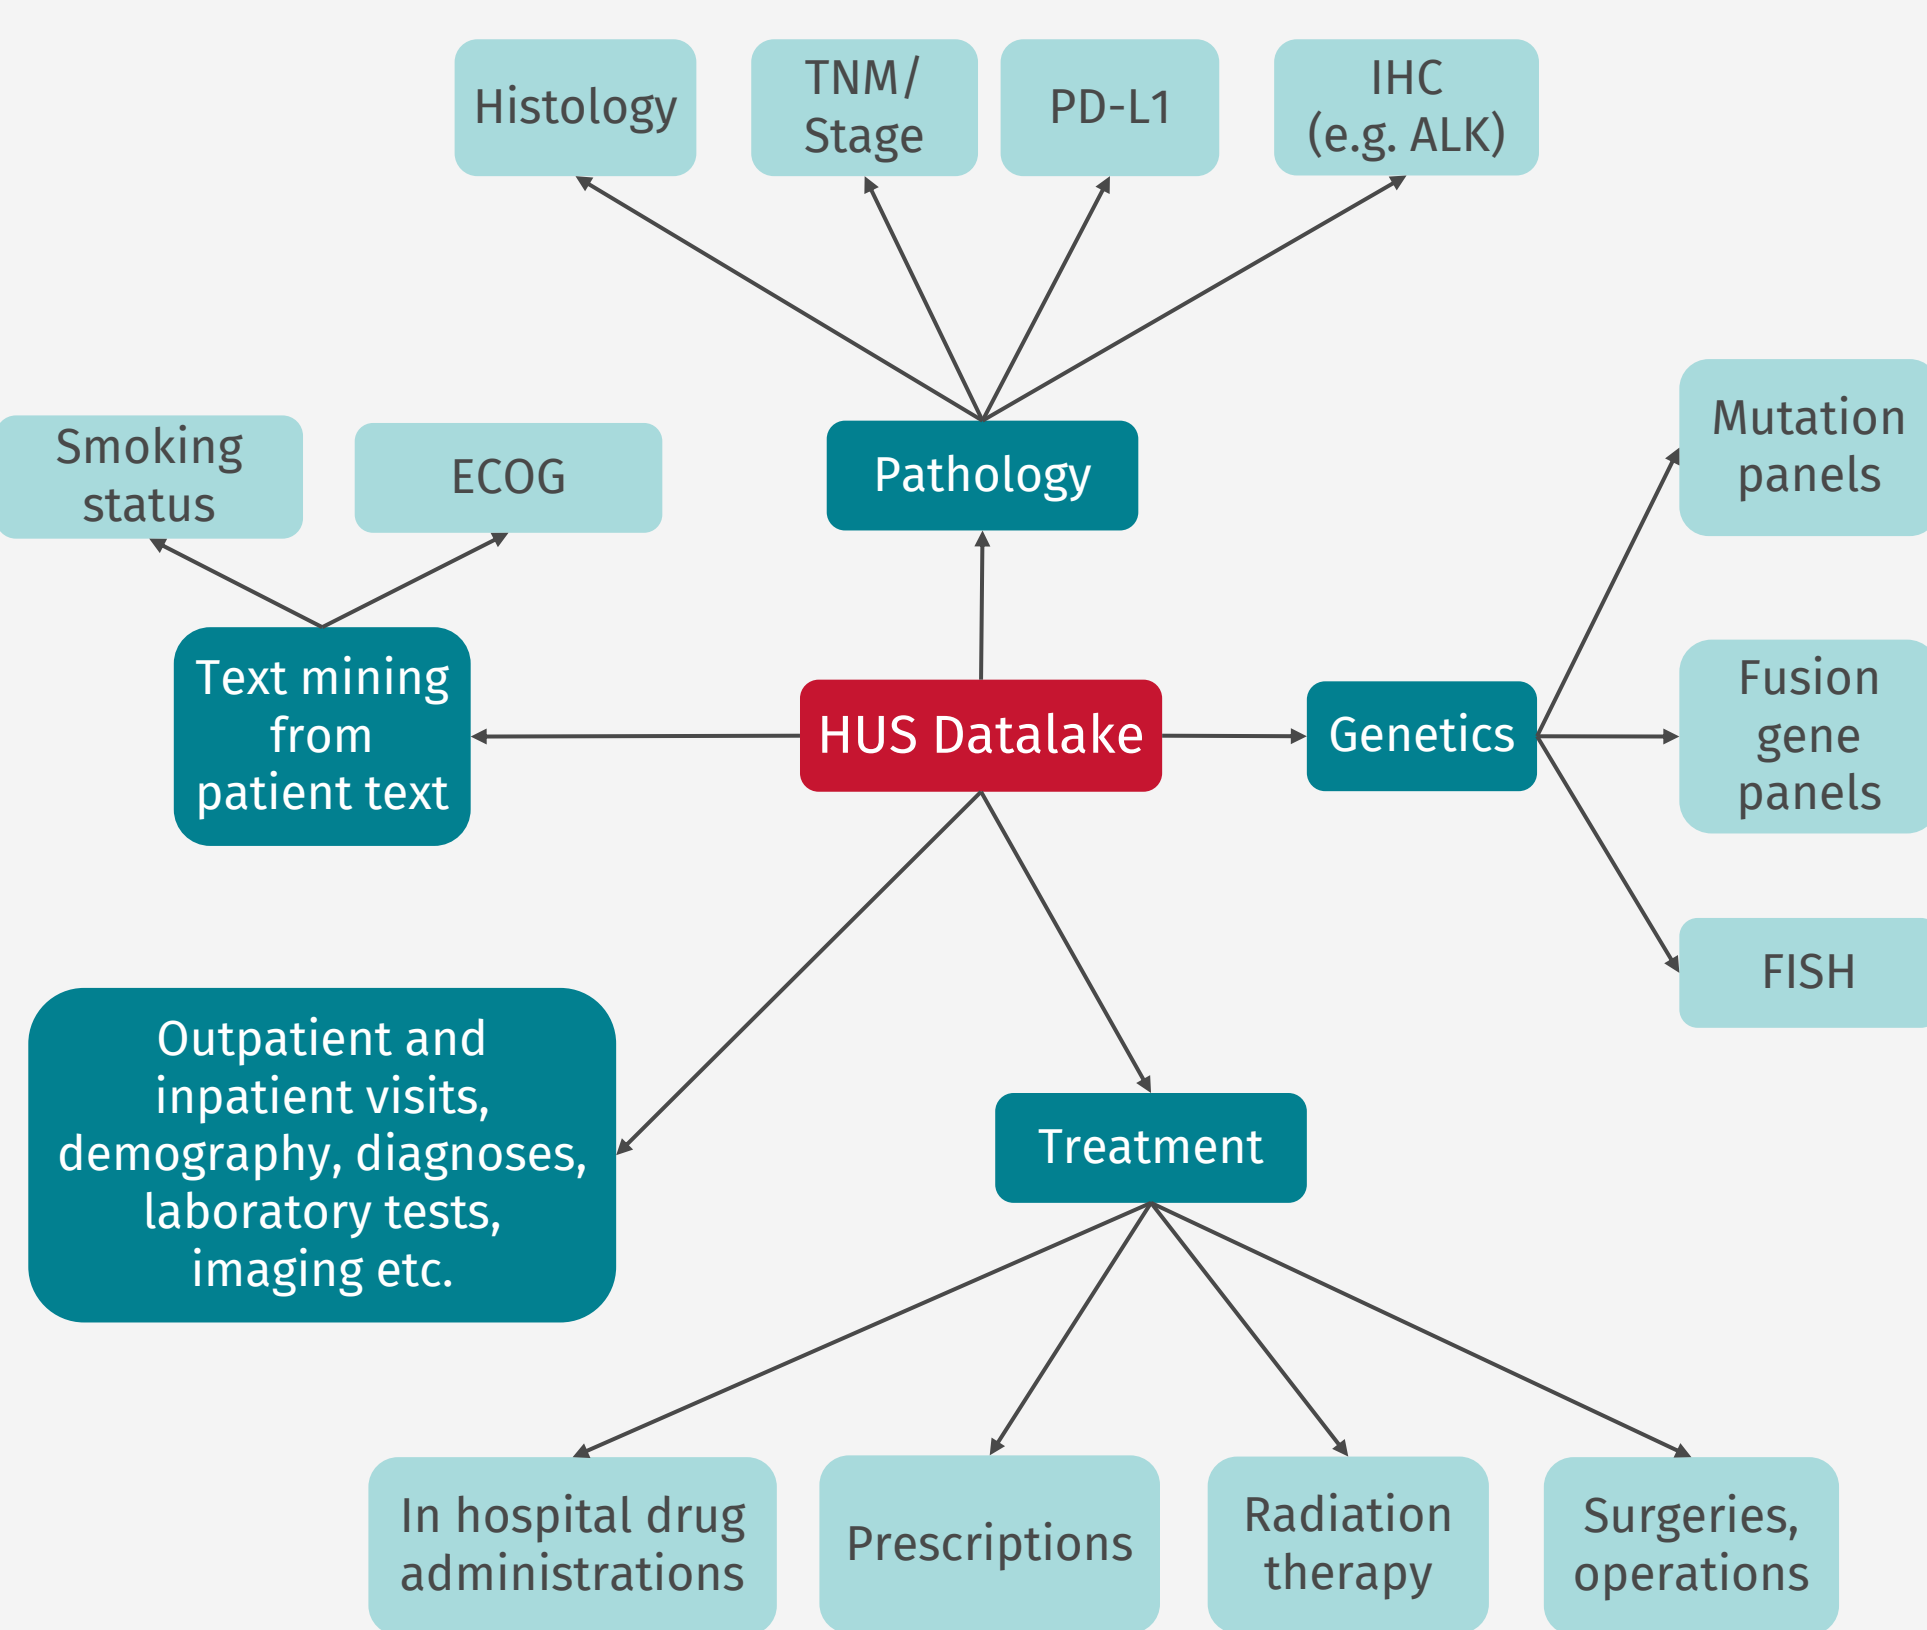 Histology
TNM/
Stage
PD-L1
IHC
(e.g. ALK)
Smoking
status
ECOG
Pathology
Mutation
panels
Text mining
from
patient text
HUS Datalake
Genetics
Fusion
gene
panels
FISH
Outpatient and
inpatient visits,
demography, diagnoses,
laboratory tests,
imaging etc.
Treatment
In hospital drug
administrations
Prescriptions
Radiation
therapy
Surgeries,
operations